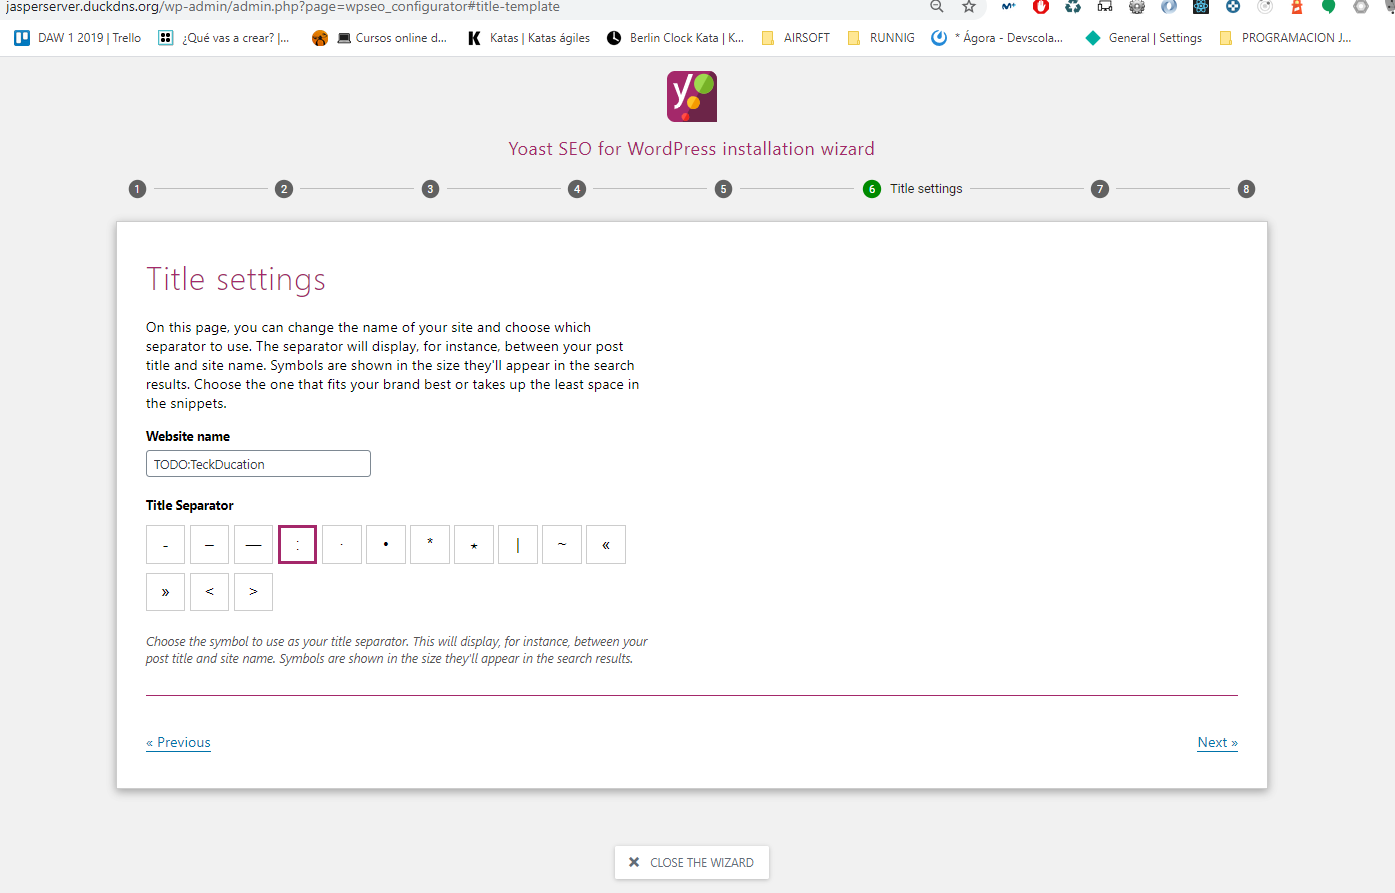 jasperserver.duckdns.org/wp-admin/admin.php?page=wpseo_configurator#title-template
DAW 1 2019 | Trello ¿Qué vas a crear? |... Cursos online d... Katas | Katas ágiles Berlin Clock Kata | K... AIRSOFT RUNNIG * Ágora - Devscola... General | Settings PROGRAMACION J...
y
Yoast SEO for WordPress installation wizard
1 2 3 4 5 6 Title settings 7 8
Title settings
On this page, you can change the name of your site and choose which
separator to use. The separator will display, for instance, between your post
title and site name. Symbols are shown in the size they'll appear in the search
results. Choose the one that fits your brand best or takes up the least space in
the snippets.
Website name
TODO:TeckDucation
Title Separator
- – — : · • * ⋆ | ~ «
» < >
Choose the symbol to use as your title separator. This will display, for instance, between your
post title and site name. Symbols are shown in the size they'll appear in the search results.
« Previous Next »
✕ CLOSE THE WIZARD